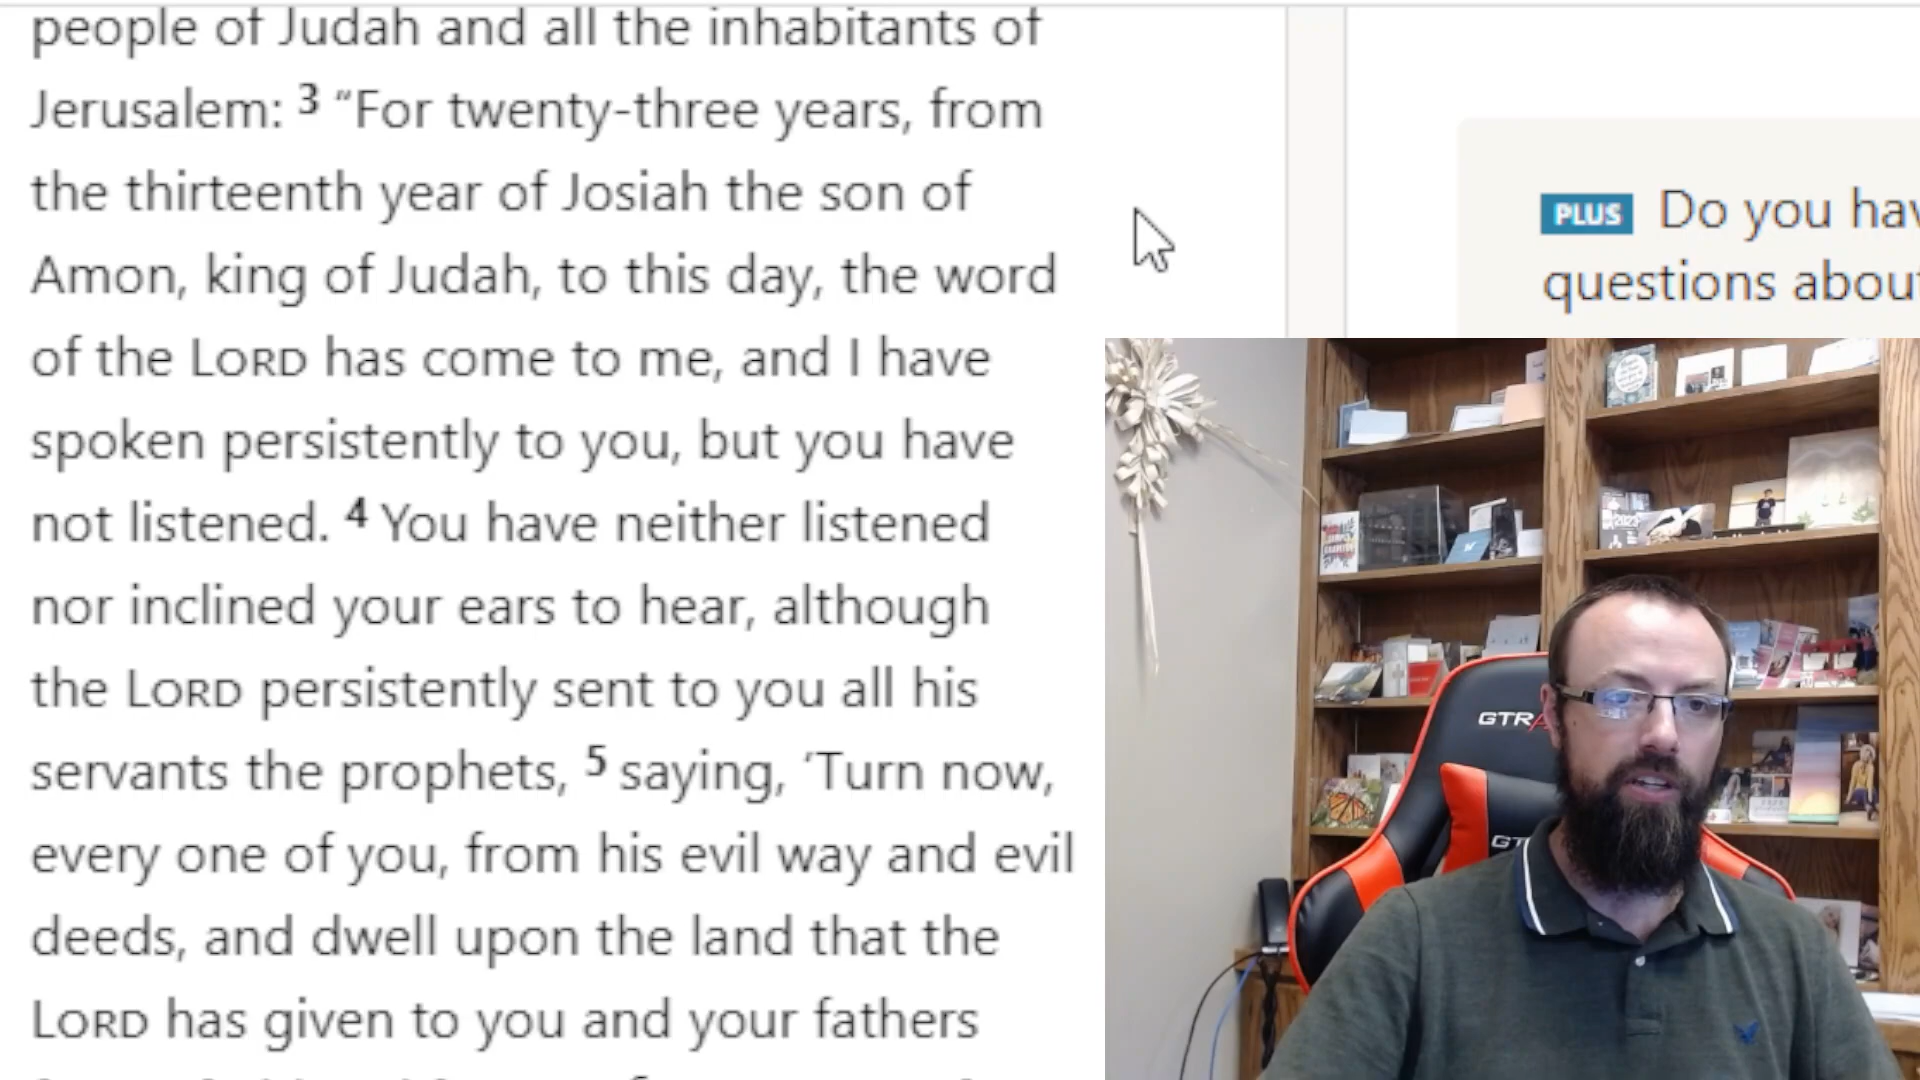 people of Judah and all the inhabitants of
Jerusalem: 3 “For twenty-three years, from
the thirteenth year of Josiah the son of
Amon, king of Judah, to this day, the word
of the LORD has come to me, and I have
spoken persistently to you, but you have
not listened. 4 You have neither listened
nor inclined your ears to hear, although
the LORD persistently sent to you all his
servants the prophets, 5 saying, ‘Turn now,
every one of you, from his evil way and evil
deeds, and dwell upon the land that the
LORD has given to you and your fathers
PLUS Do you hav
questions about
GTRA
GT